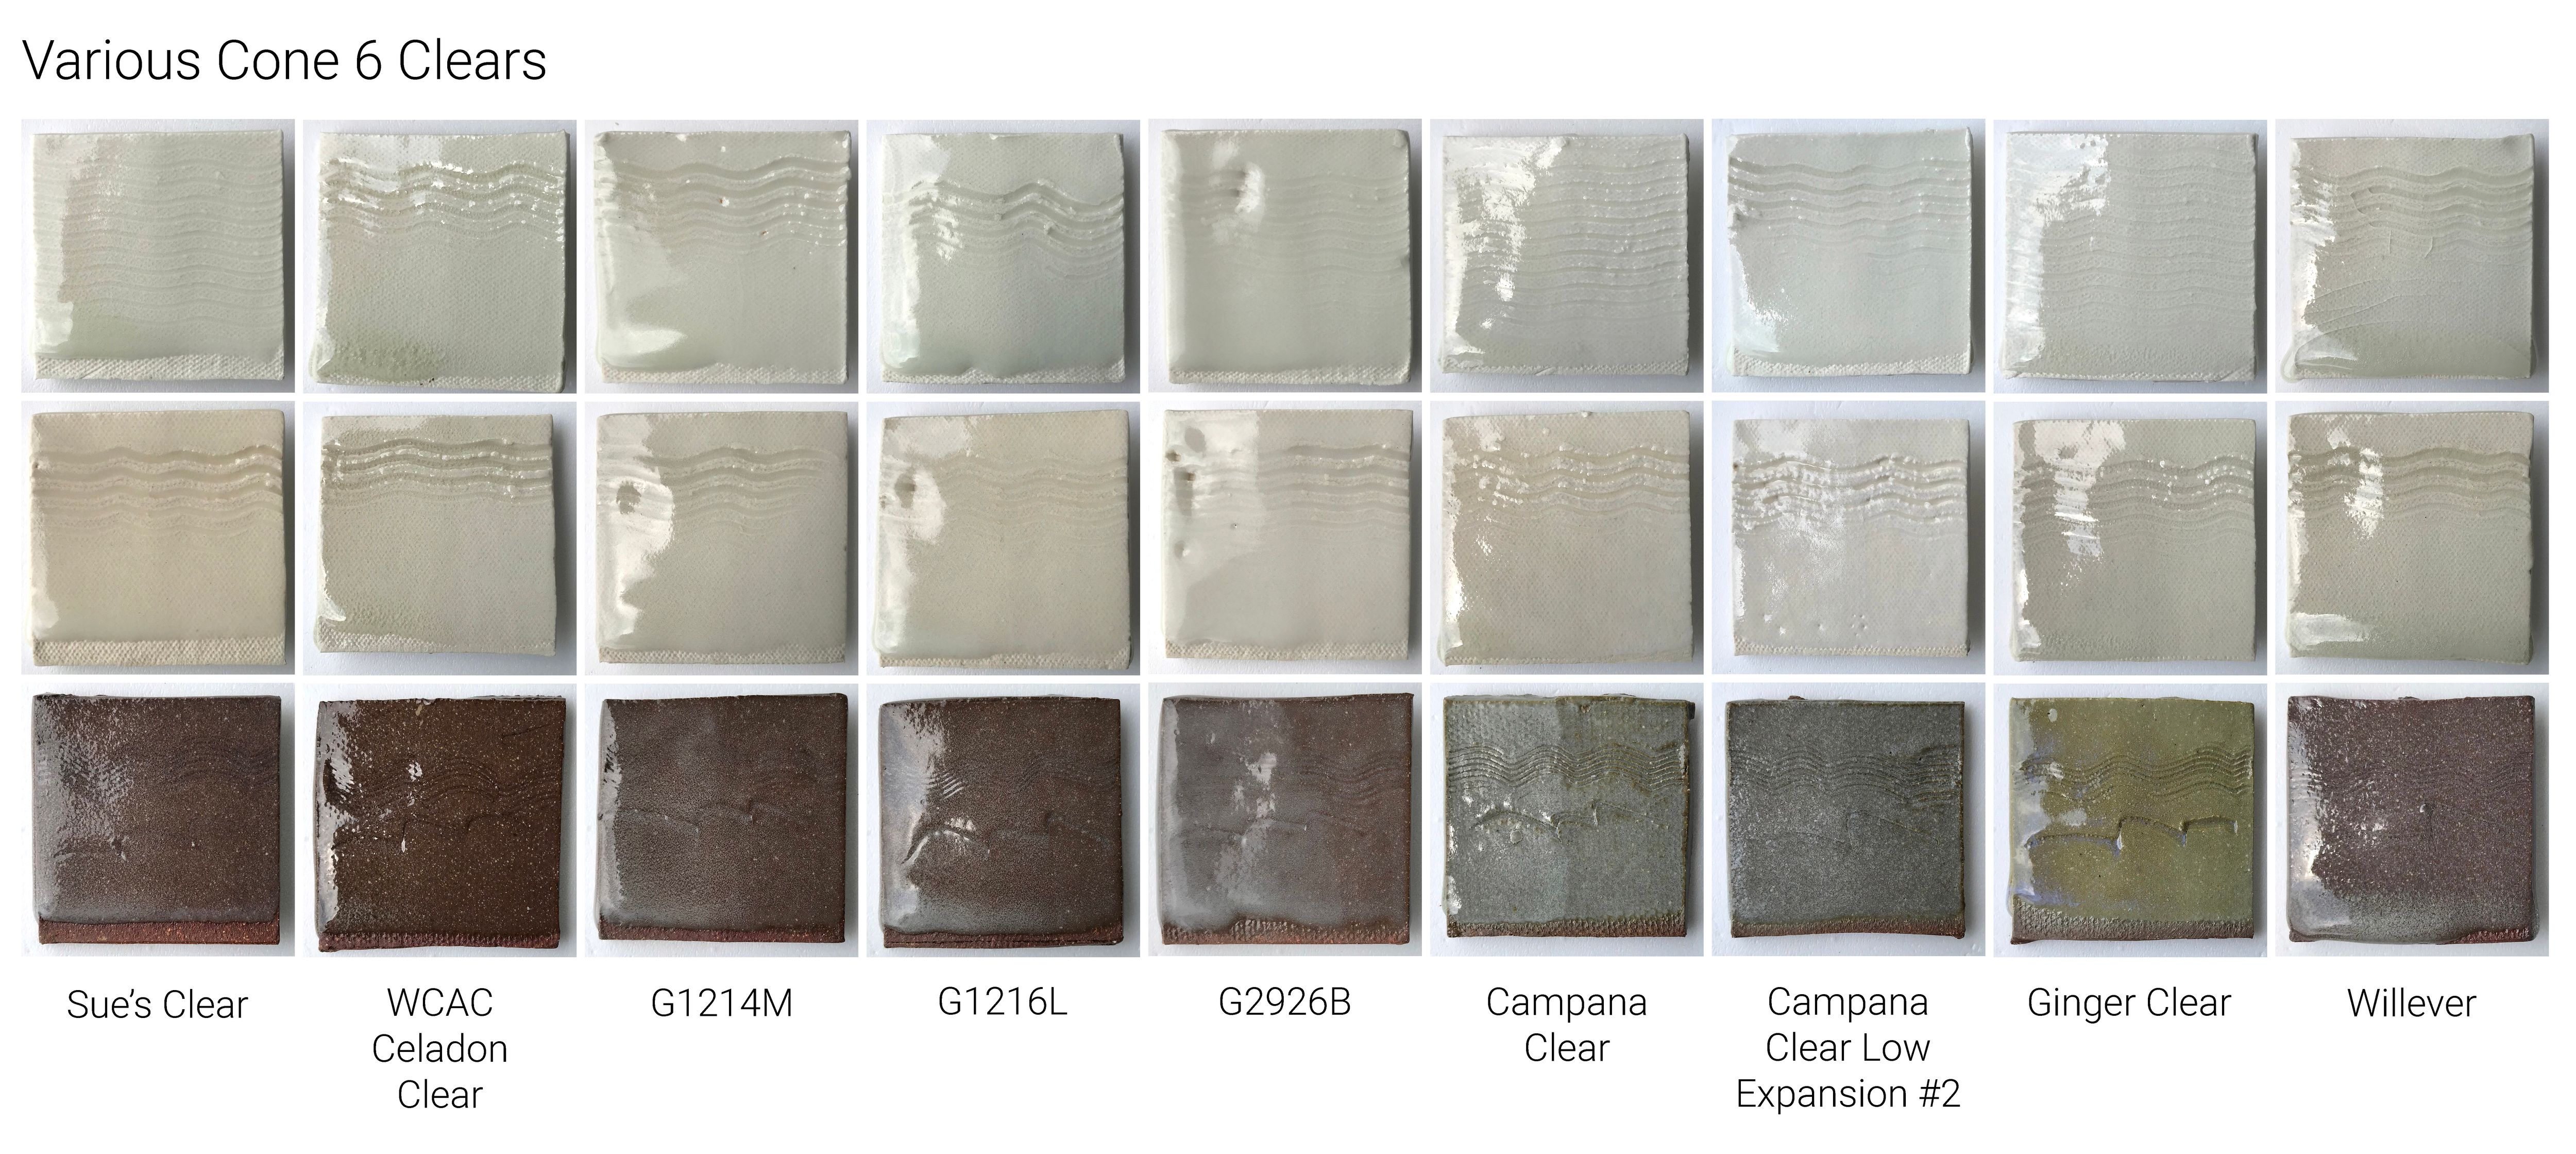 Various Cone 6 Clears
Sue's Clear
WCAC
Celadon
Clear
G1214M
G1216L
G2926B
Campana
Clear
Campana
Clear Low
Expansion #2
Ginger Clear
Willever